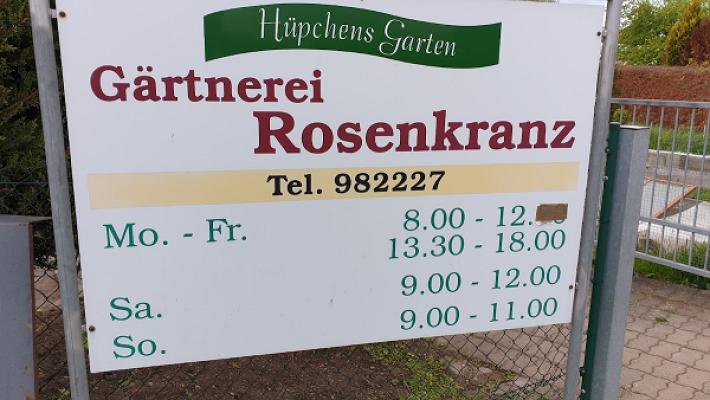 Hüpchens Garten
Gärtnerei
Rosenkranz
Tel. 982227
Mo. - Fr. 8.00 - 12.
13.30 - 18.00
Sa. 9.00 - 12.00
So. 9.00 - 11.00